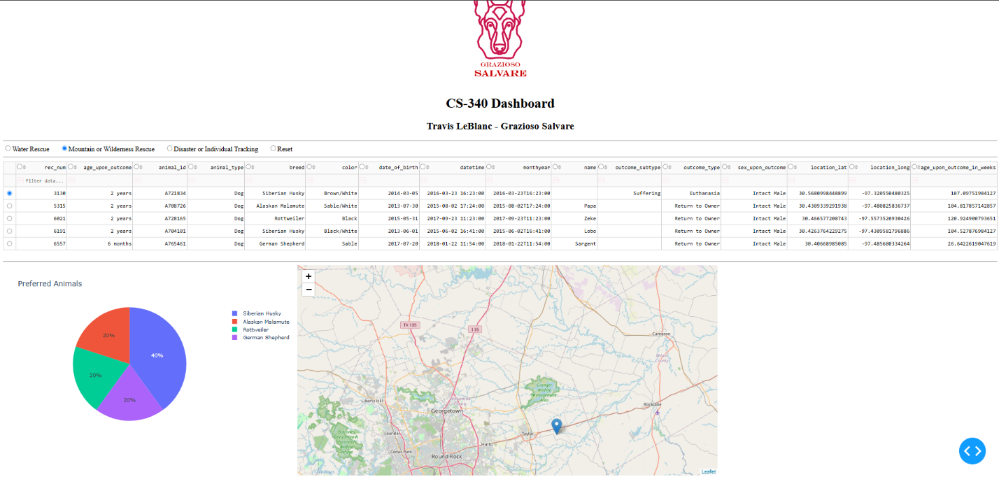 GRAZIOSO
SALVARE
CS-340 Dashboard
Travis LeBlanc - Grazioso Salvare
Water Rescue Mountain or Wilderness Rescue Disaster or Individual Tracking Reset
rec_num age_upon_outcome animal_id animal_type breed color date_of_birth datetime monthyear name outcome_subtype outcome_type sex_upon_outcome location_lat location_long age_upon_outcome_in_weeks
filter data...
3130 2 years A721834 Dog Siberian Husky Brown/White 2014-03-05 2016-03-23 16:23:00 2016-03-23T16:23:00 Suffering Euthanasia Intact Male 30.5680998448899 -97.320550480325 107.09751984127
5315 2 years A708726 Dog Alaskan Malamute Sable/White 2013-07-30 2015-08-02 17:24:00 2015-08-02T17:24:00 Papa Return to Owner Intact Male 30.4309339291938 -97.480825836737 104.817857142857
6021 2 years A728165 Dog Rottweiler Black 2015-05-31 2017-09-23 11:23:00 2017-09-23T11:23:00 Zeke Return to Owner Intact Male 30.466577208743 -97.5573520930426 120.924900793651
6191 2 years A704101 Dog Siberian Husky Black/White 2013-06-01 2015-06-02 16:41:00 2015-06-02T16:41:00 Lobo Return to Owner Intact Male 30.4263764229275 -97.4309581796886 104.527876984127
6557 6 months A765461 Dog German Shepherd Sable 2017-07-20 2018-01-22 11:54:00 2018-01-22T11:54:00 Sargent Return to Owner Intact Male 30.40668985085 -97.485680334264 26.6422619047619
Preferred Animals
Siberian Husky
Alaskan Malamute
Rottweiler
German Shepherd
20%
40%
20%
20%
+
−
TX 195
I 35
Cameron
Milam
County
Granger
Wildlife
Management
Area
Liberty Hill
County
Georgetown
Rockdale
Leander
Taylor
Hutto
Cedar Park
Round Rock
Leaflet